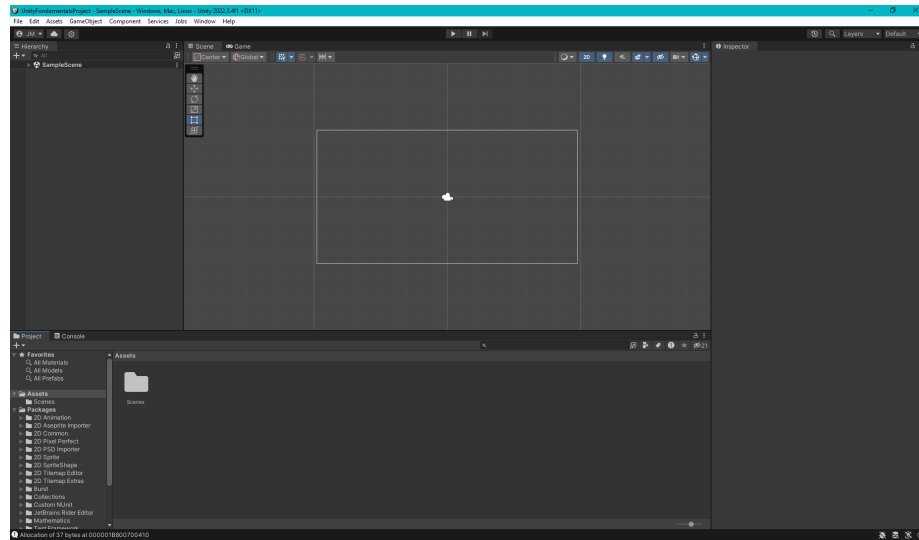 UnityFundamentalsProject - SampleScene - Windows, Mac, Linux - Unity 2022.3.4f1 <DX11>
File Edit Assets GameObject Component Services Jobs Window Help
JM Layers Default
Hierarchy Scene Game Inspector
All Center Global 2D
SampleScene
Project Console
21
Favorites Assets
All Materials
All Models
All Prefabs
Assets
Scenes Scenes
Packages
2D Animation
2D Aseprite Importer
2D Common
2D Pixel Perfect
2D PSD Importer
2D Sprite
2D SpriteShape
2D Tilemap Editor
2D Tilemap Extras
Burst
Collections
Custom NUnit
JetBrains Rider Editor
Mathematics
Test Framework
Allocation of 37 bytes at 0000018800700410